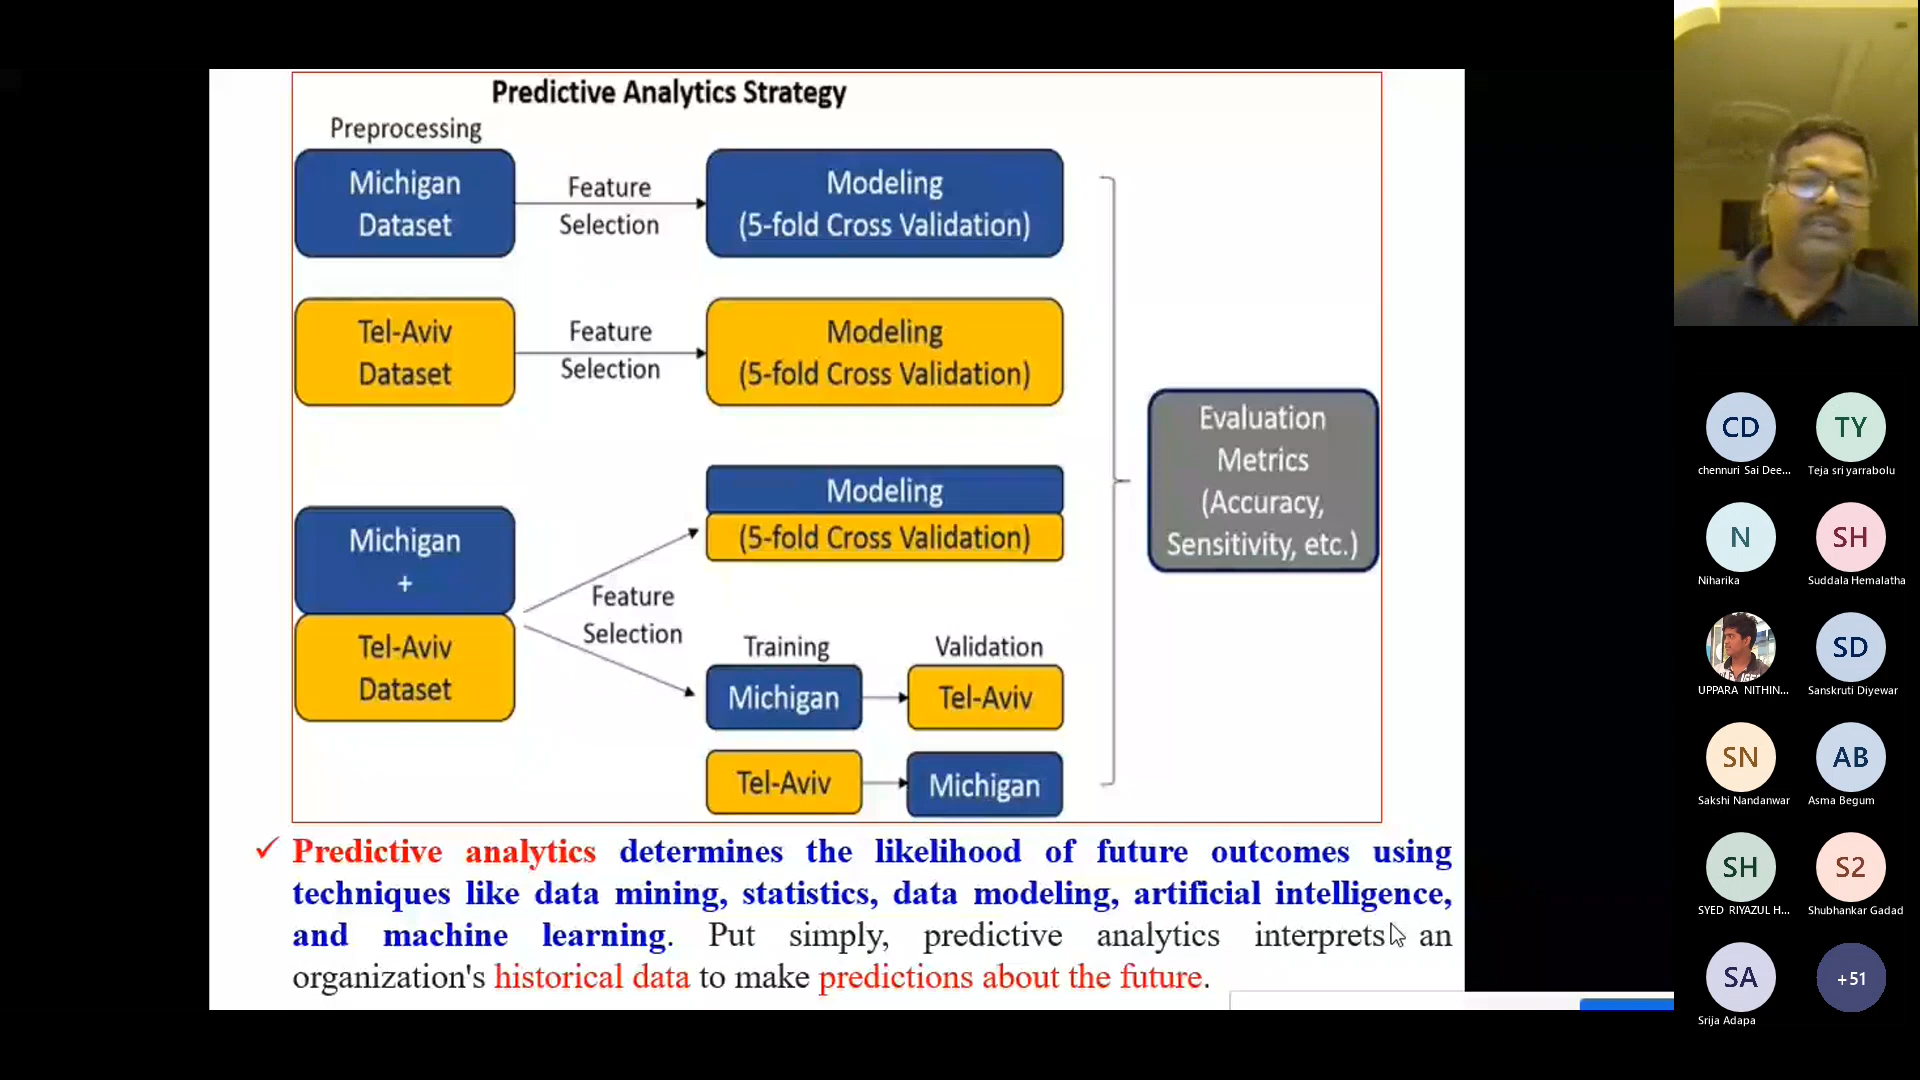 Predictive Analytics Strategy
Preprocessing
Michigan
Dataset
Feature
Selection
Modeling
(5-fold Cross Validation)
Tel-Aviv
Dataset
Feature
Selection
Modeling
(5-fold Cross Validation)
Michigan
+
Tel-Aviv
Dataset
Feature
Selection
Modeling
(5-fold Cross Validation)
Training
Validation
Michigan
Tel-Aviv
Tel-Aviv
Michigan
Evaluation
Metrics
(Accuracy,
Sensitivity, etc.)
✓ Predictive analytics determines the likelihood of future outcomes using
techniques like data mining, statistics, data modeling, artificial intelligence,
and machine learning. Put simply, predictive analytics interprets an
organization's historical data to make predictions about the future.
CD
chennuri Sai Dee...
TY
Teja sri yarrabolu
N
Niharika
SH
Suddala Hemalatha
UPPARA NITHIN...
SD
Sanskruti Diyewar
SN
Sakshi Nandanwar
AB
Asma Begum
SH
SYED RIYAZUL H...
S2
Shubhankar Gadad
SA
Srija Adapa
+51